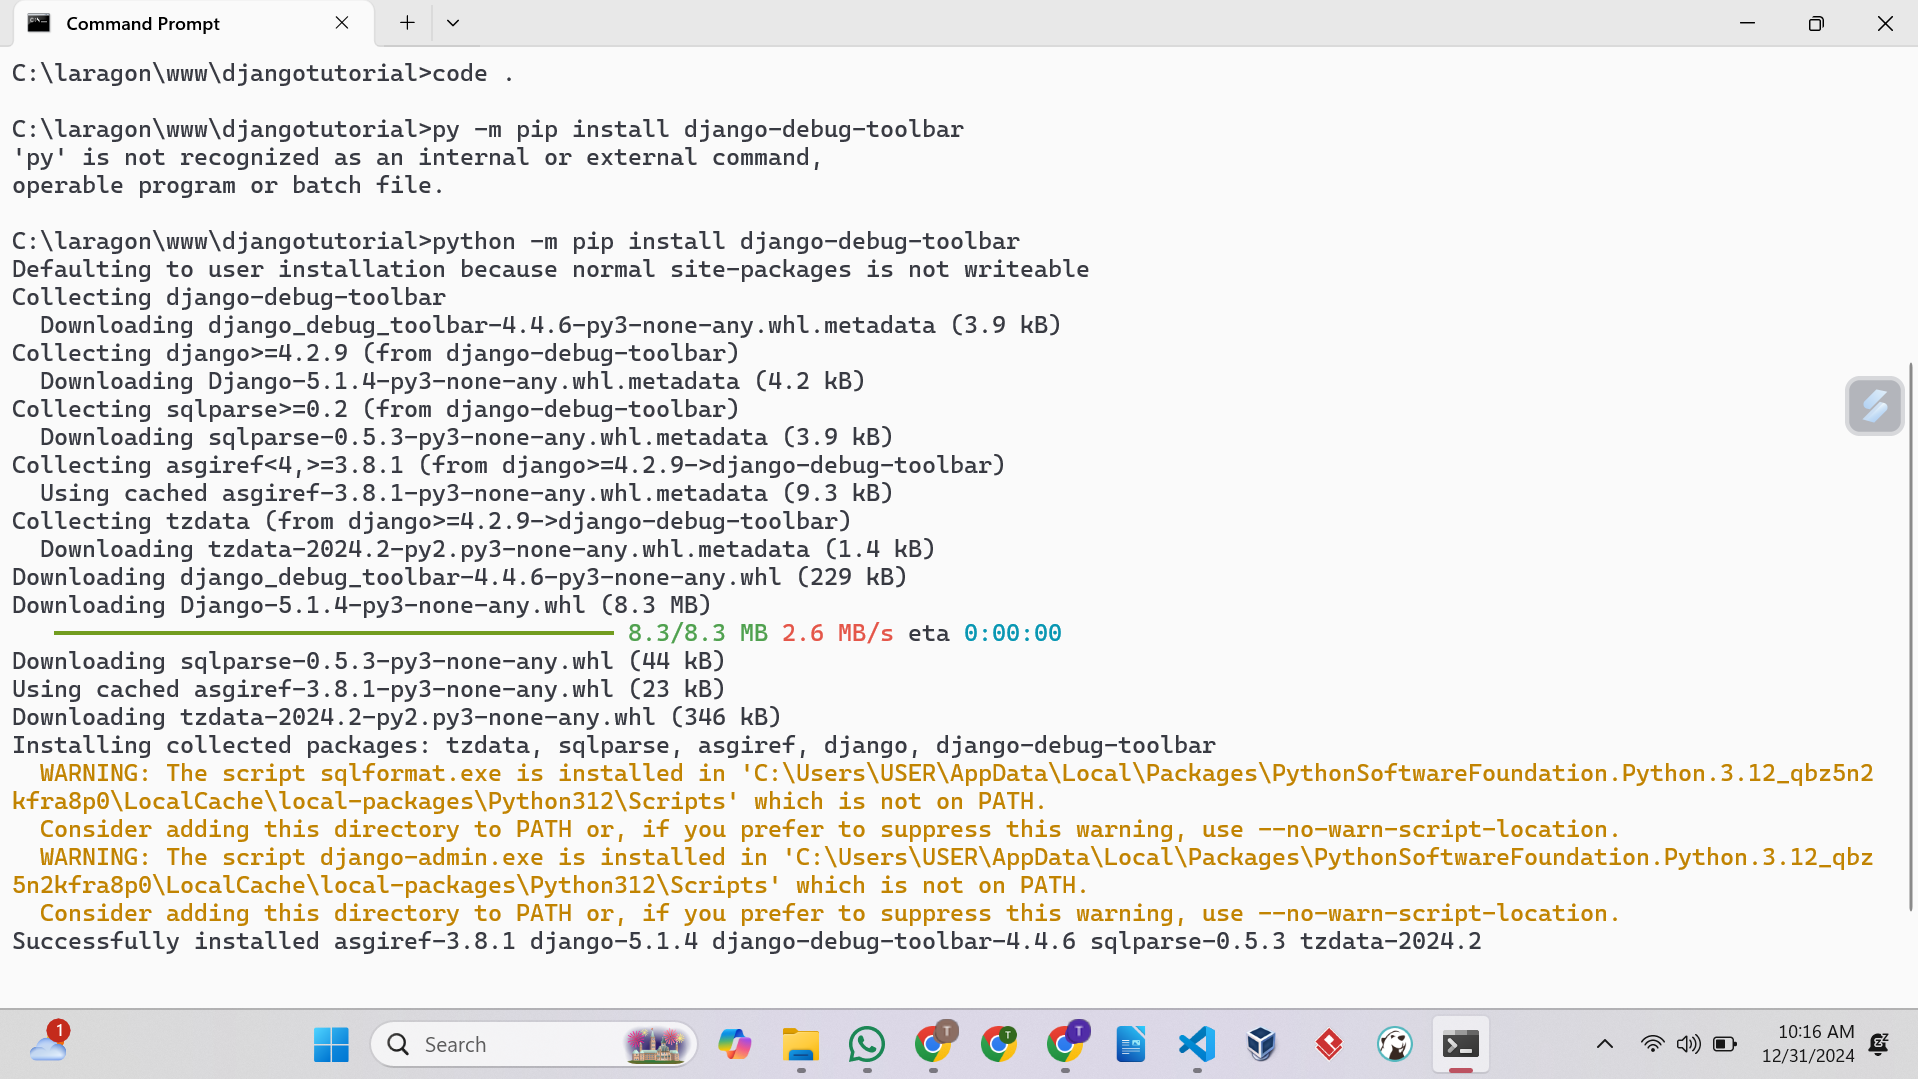 Command Prompt
C:\laragon\www\djangotutorial>code .
C:\laragon\www\djangotutorial>py -m pip install django-debug-toolbar
'py' is not recognized as an internal or external command,
operable program or batch file.
C:\laragon\www\djangotutorial>python -m pip install django-debug-toolbar
Defaulting to user installation because normal site-packages is not writeable
Collecting django-debug-toolbar
  Downloading django_debug_toolbar-4.4.6-py3-none-any.whl.metadata (3.9 kB)
Collecting django>=4.2.9 (from django-debug-toolbar)
  Downloading Django-5.1.4-py3-none-any.whl.metadata (4.2 kB)
Collecting sqlparse>=0.2 (from django-debug-toolbar)
  Downloading sqlparse-0.5.3-py3-none-any.whl.metadata (3.9 kB)
Collecting asgiref<4,>=3.8.1 (from django>=4.2.9->django-debug-toolbar)
  Using cached asgiref-3.8.1-py3-none-any.whl.metadata (9.3 kB)
Collecting tzdata (from django>=4.2.9->django-debug-toolbar)
  Downloading tzdata-2024.2-py2.py3-none-any.whl.metadata (1.4 kB)
Downloading django_debug_toolbar-4.4.6-py3-none-any.whl (229 kB)
Downloading Django-5.1.4-py3-none-any.whl (8.3 MB)
8.3/8.3 MB 2.6 MB/s eta 0:00:00
Downloading sqlparse-0.5.3-py3-none-any.whl (44 kB)
Using cached asgiref-3.8.1-py3-none-any.whl (23 kB)
Downloading tzdata-2024.2-py2.py3-none-any.whl (346 kB)
Installing collected packages: tzdata, sqlparse, asgiref, django, django-debug-toolbar
  WARNING: The script sqlformat.exe is installed in 'C:\Users\USER\AppData\Local\Packages\PythonSoftwareFoundation.Python.3.12_qbz5n2
kfra8p0\LocalCache\local-packages\Python312\Scripts' which is not on PATH.
  Consider adding this directory to PATH or, if you prefer to suppress this warning, use --no-warn-script-location.
  WARNING: The script django-admin.exe is installed in 'C:\Users\USER\AppData\Local\Packages\PythonSoftwareFoundation.Python.3.12_qbz
5n2kfra8p0\LocalCache\local-packages\Python312\Scripts' which is not on PATH.
  Consider adding this directory to PATH or, if you prefer to suppress this warning, use --no-warn-script-location.
Successfully installed asgiref-3.8.1 django-5.1.4 django-debug-toolbar-4.4.6 sqlparse-0.5.3 tzdata-2024.2
1
Search
T
T
T
10:16 AM
12/31/2024